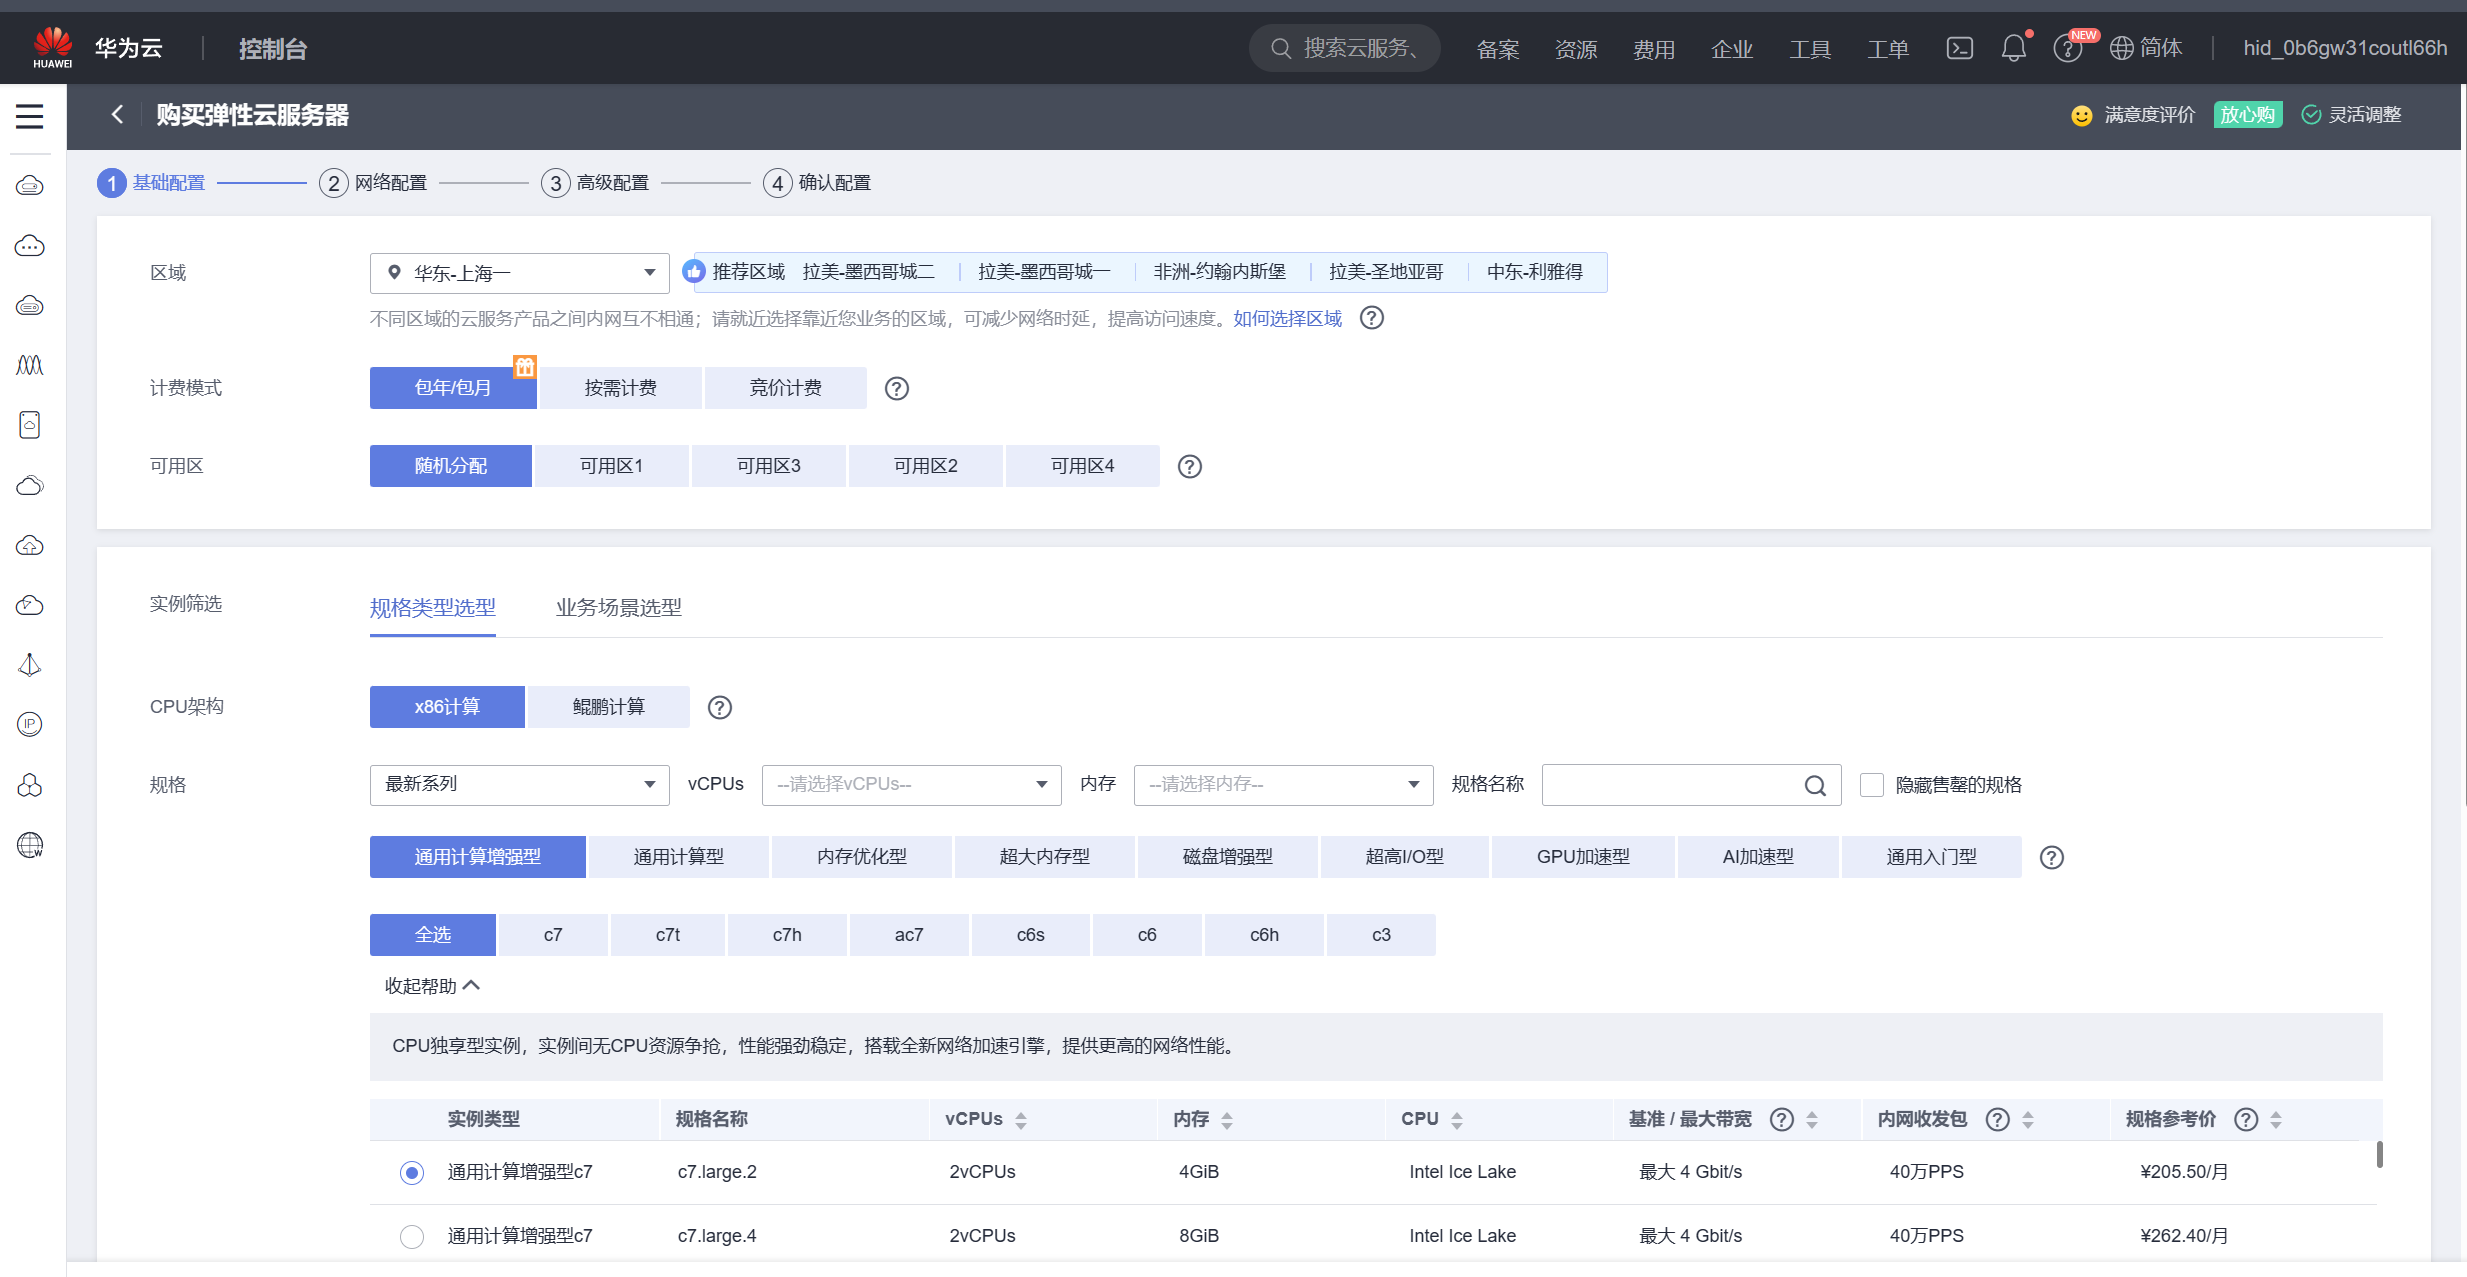 HUAWEI 华为云 控制台 搜索云服务、 备案 资源 费用 企业 工具 工单 NEW 简体 hid_0b6gw31coutl66h
购买弹性云服务器 满意度评价 放心购 灵活调整
1 基础配置 2 网络配置 3 高级配置 4 确认配置
区域 华东-上海一 推荐区域 拉美-墨西哥城二 拉美-墨西哥城一 非洲-约翰内斯堡 拉美-圣地亚哥 中东-利雅得
不同区域的云服务产品之间内网互不相通；请就近选择靠近您业务的区域，可减少网络时延，提高访问速度。如何选择区域 ?
计费模式 包年/包月 按需计费 竞价计费 ?
可用区 随机分配 可用区1 可用区3 可用区2 可用区4 ?
实例筛选 规格类型选型 业务场景选型
CPU架构 x86计算 鲲鹏计算 ?
规格 最新系列 vCPUs --请选择vCPUs-- 内存 --请选择内存-- 规格名称 隐藏售罄的规格
通用计算增强型 通用计算型 内存优化型 超大内存型 磁盘增强型 超高I/O型 GPU加速型 AI加速型 通用入门型 ?
全选 c7 c7t c7h ac7 c6s c6 c6h c3
IP
收起帮助
W
CPU独享型实例，实例间无CPU资源争抢，性能强劲稳定，搭载全新网络加速引擎，提供更高的网络性能。
实例类型 规格名称 vCPUs 内存 CPU 基准 / 最大带宽 ? 内网收发包 ? 规格参考价 ?
通用计算增强型c7 c7.large.2 2vCPUs 4GiB Intel Ice Lake 最大 4 Gbit/s 40万PPS ¥205.50/月
通用计算增强型c7 c7.large.4 2vCPUs 8GiB Intel Ice Lake 最大 4 Gbit/s 40万PPS ¥262.40/月